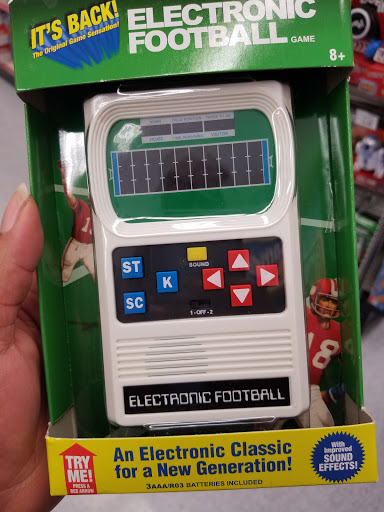 IT'S BACK!
The Original Game Sensation!
ELECTRONIC
FOOTBALL GAME
8+
HOME
VISITOR
ST
SOUND
K
SC
1-OFF-2
ELECTRONIC FOOTBALL
18
TRY
ME!
PRESS A
RED ARROW
An Electronic Classic
for a New Generation!
3AAA/R03 BATTERIES INCLUDED
With
Improved
SOUND
EFFECTS!